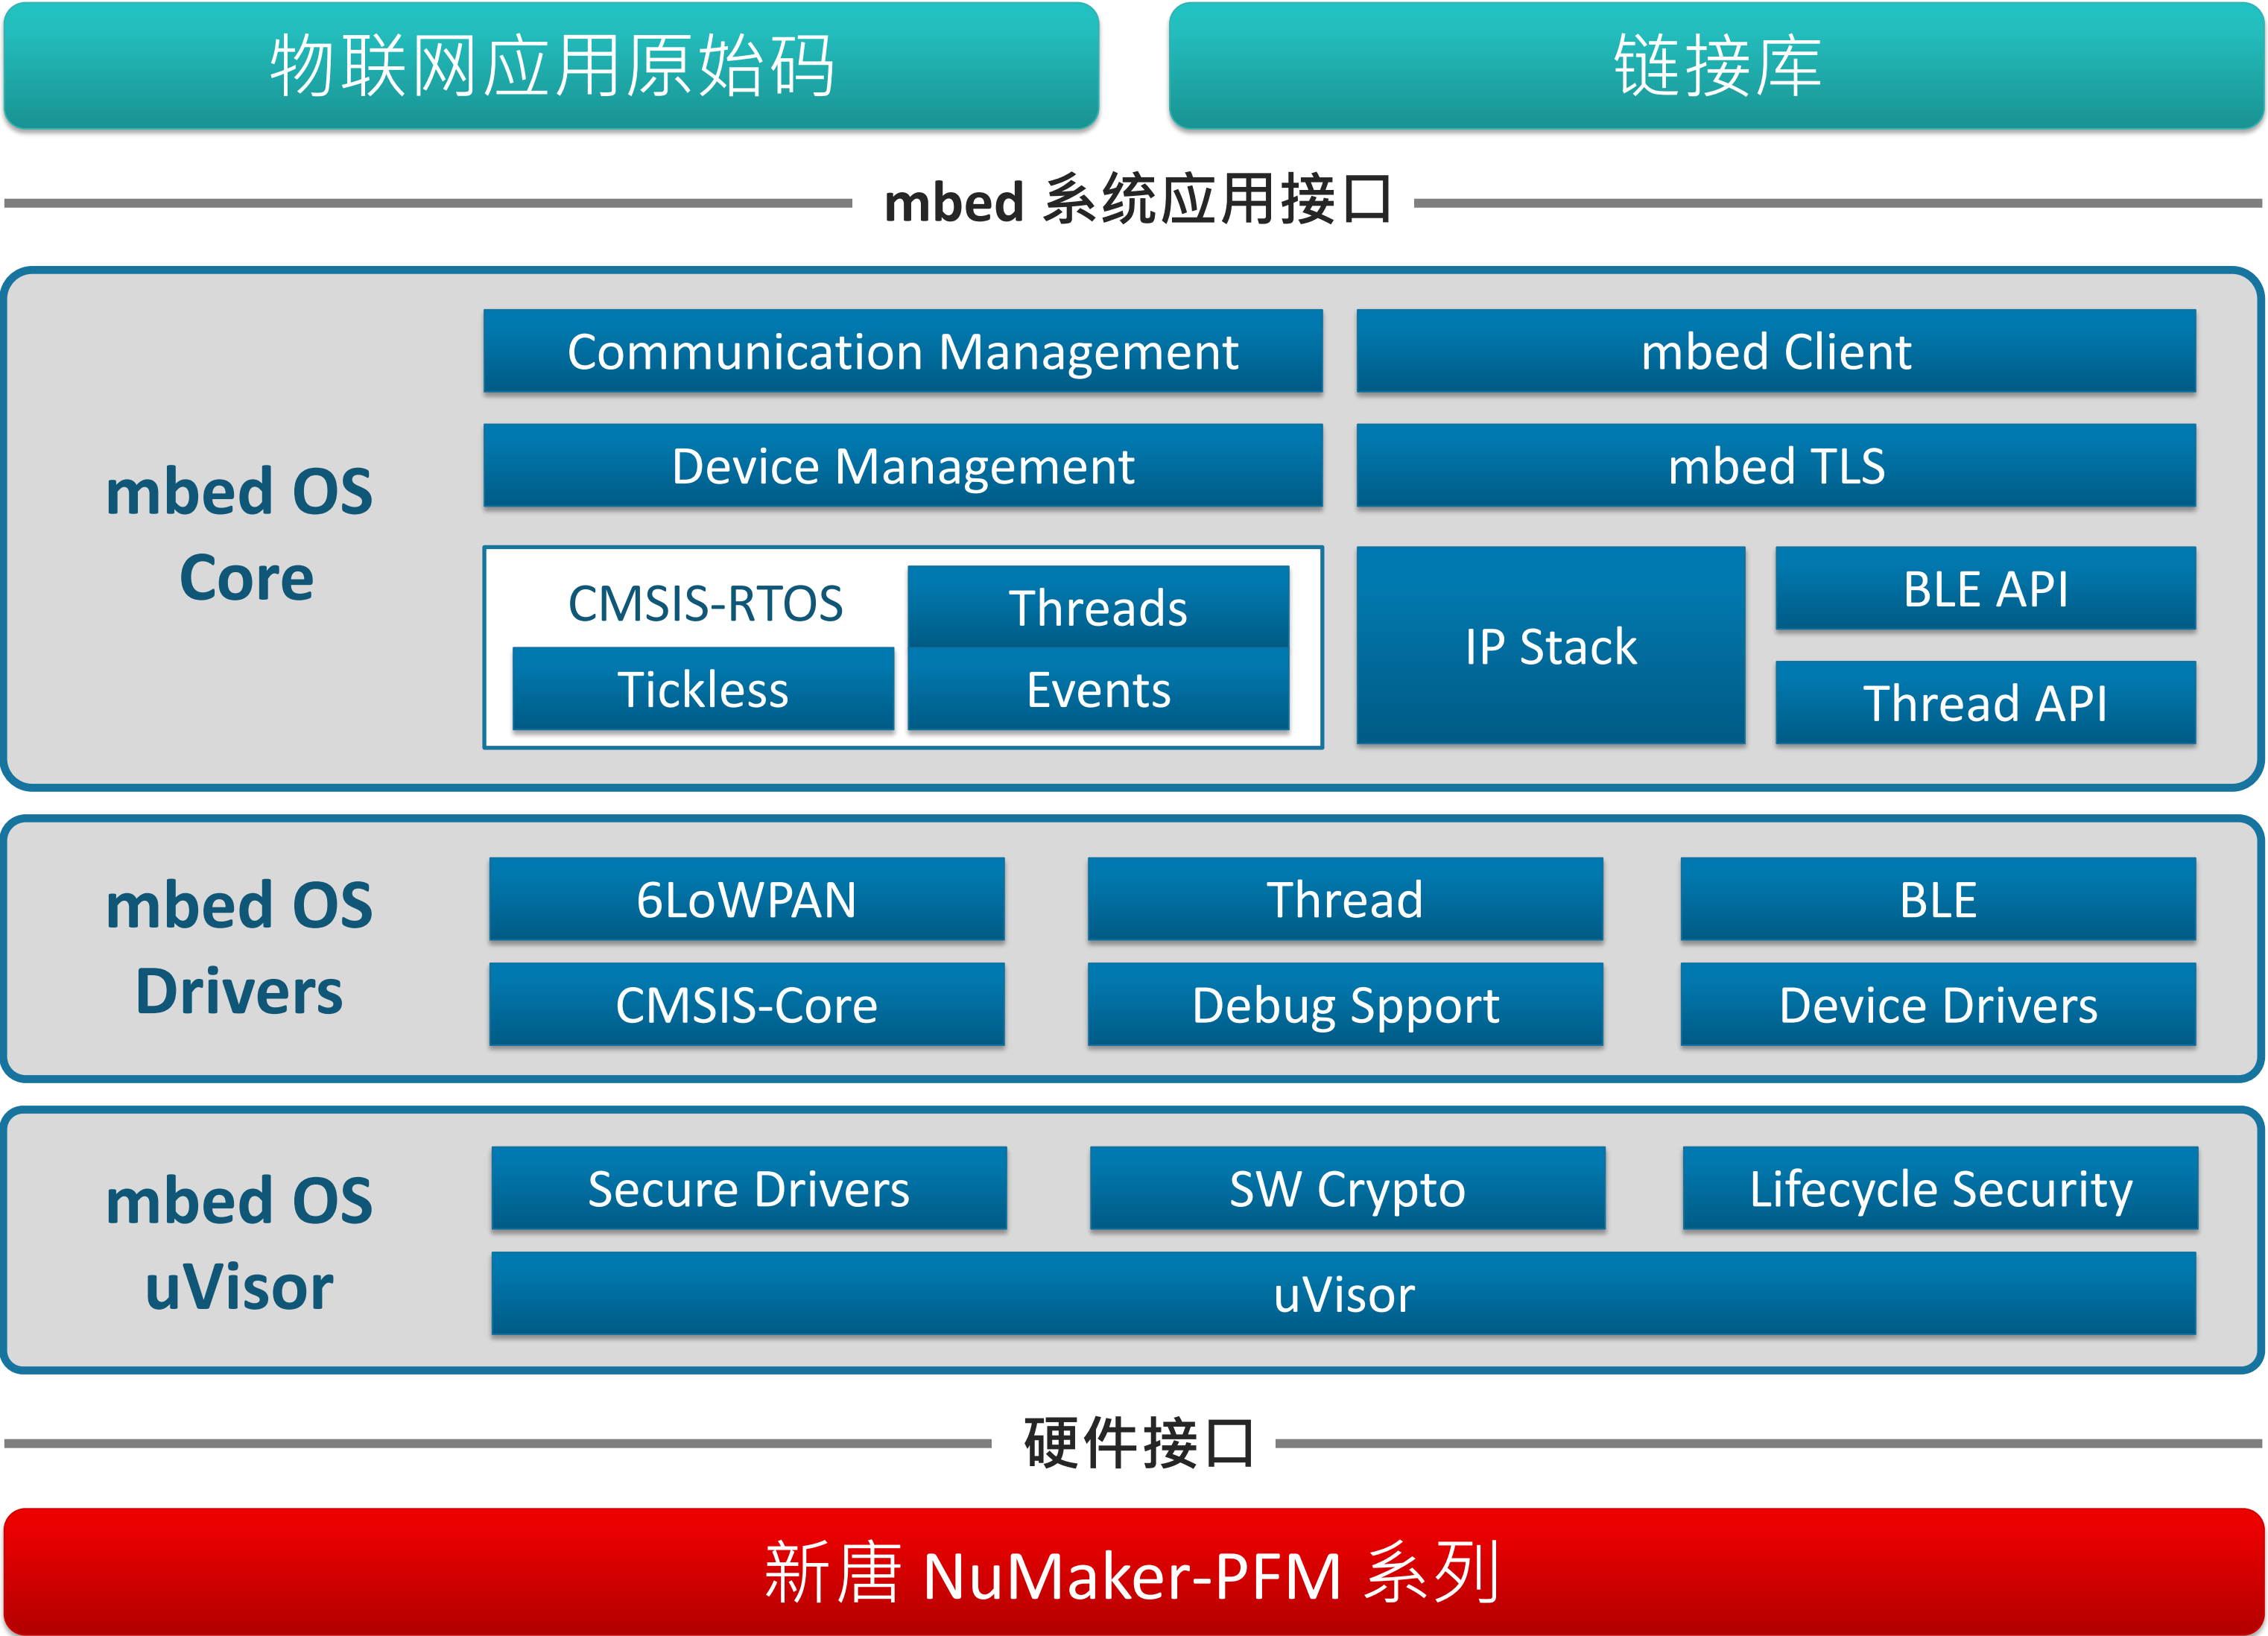 物联网应用原始码
链接库
mbed 系统应用接口
mbed OS
Core
Communication Management
mbed Client
Device Management
mbed TLS
CMSIS-RTOS
Threads
Tickless
Events
IP Stack
BLE API
Thread API
mbed OS
Drivers
6LoWPAN
Thread
BLE
CMSIS-Core
Debug Spport
Device Drivers
mbed OS
uVisor
Secure Drivers
SW Crypto
Lifecycle Security
uVisor
硬件接口
新唐 NuMaker-PFM 系列